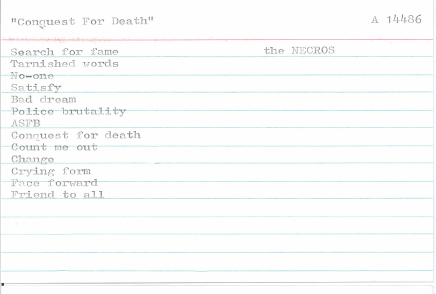 "Conquest For Death" A 14486
Search for fame the NECROS
Tarnished words
No-one
Satisfy
Bad dream
Police brutality
ASFB
Conquest for death
Count me out
Change
Crying form
Face forward
Friend to all